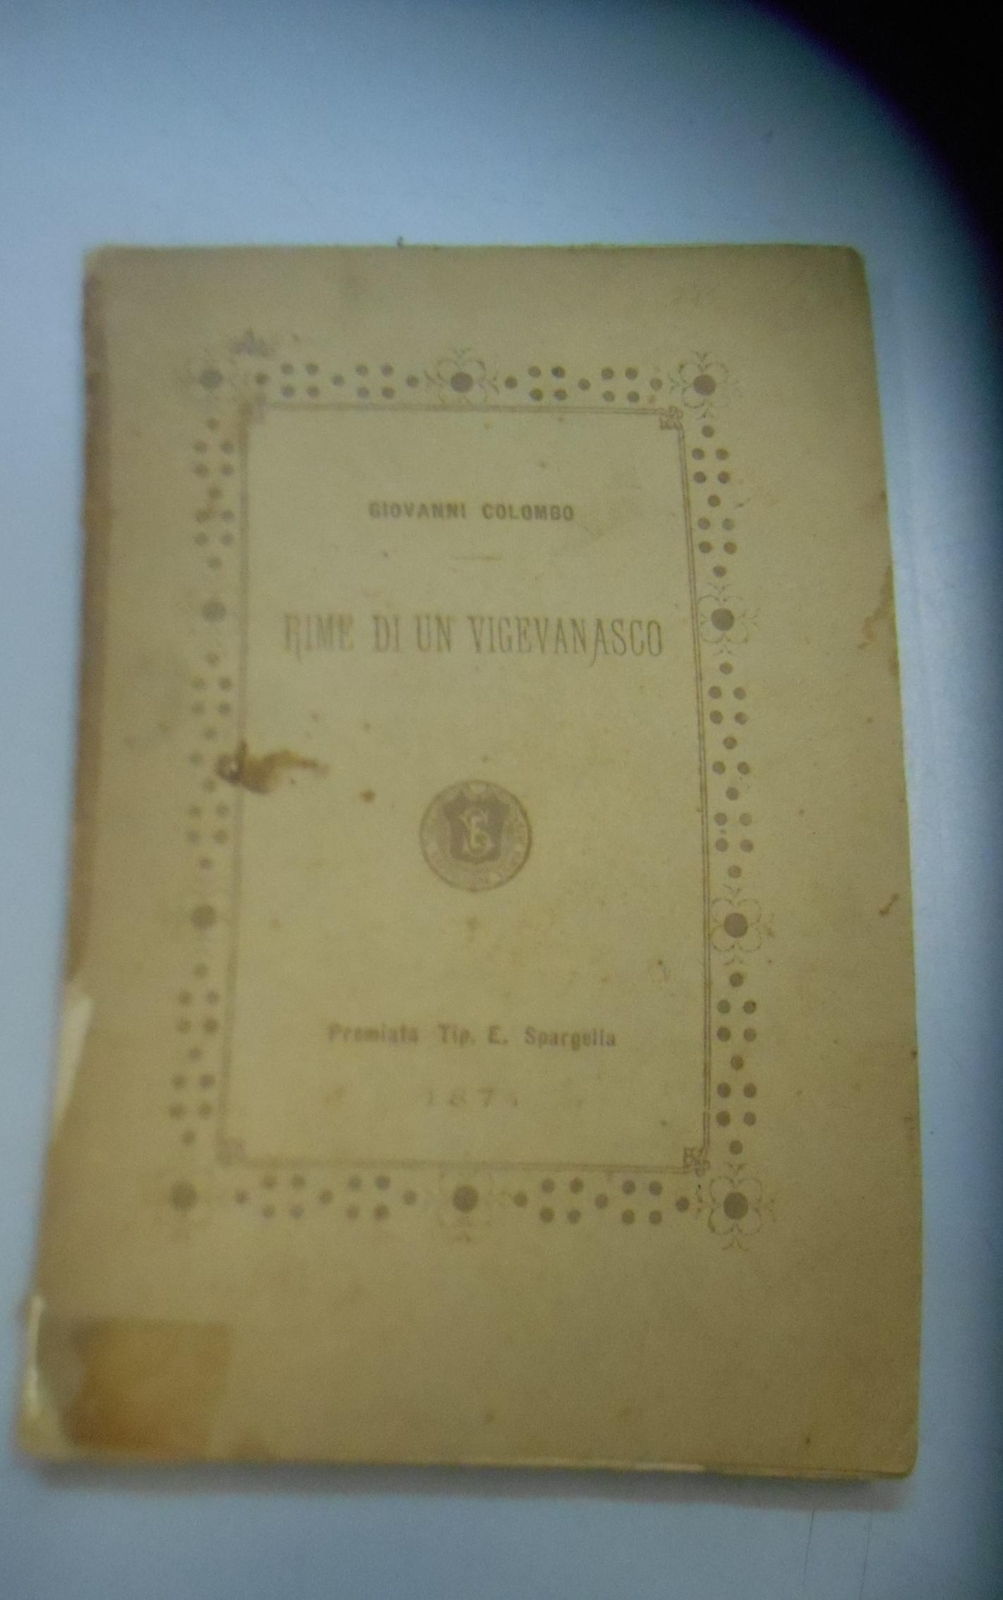 GIOVANNI COLOMBO
RIME DI UN VIGEVANASCO
Premiata Tip. E. Spargella